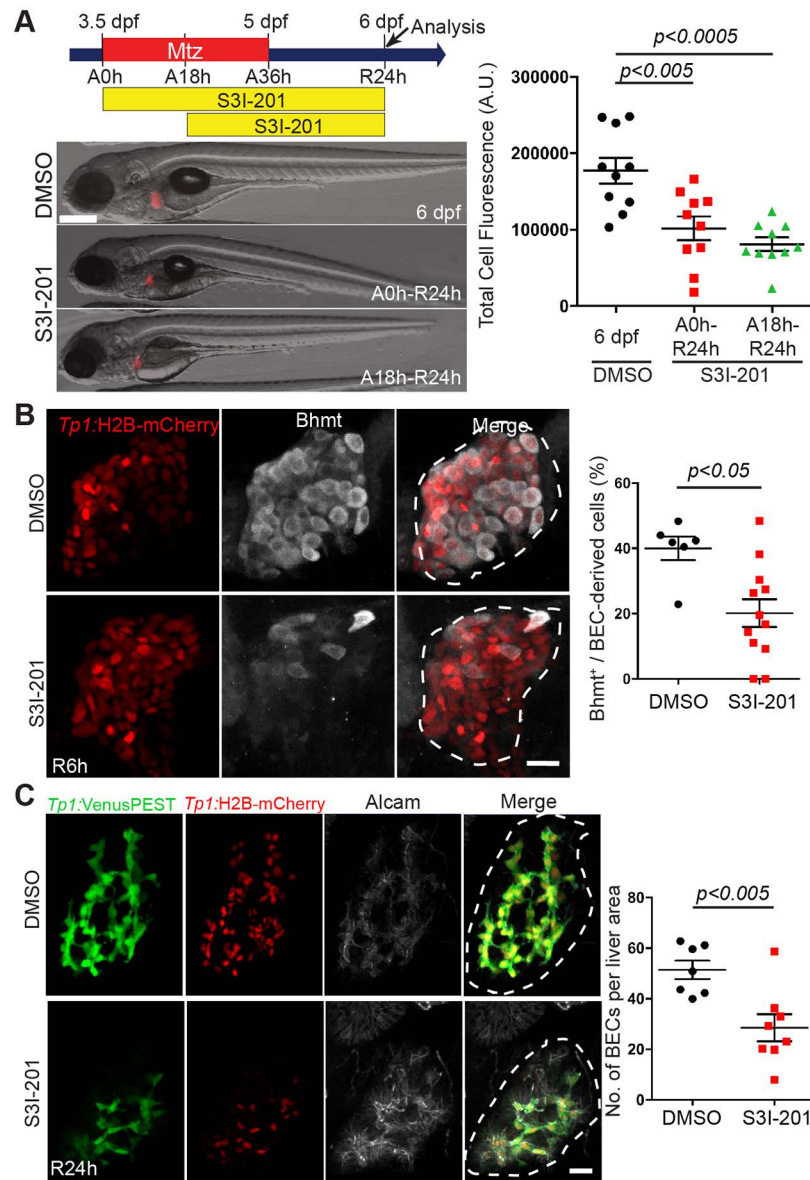 A
3.5 dpf 5 dpf 6 dpf
Analysis
Mtz
A0h A18h A36h R24h
S3I-201
S3I-201
DMSO
6 dpf
S3I-201
A0h-R24h
A18h-R24h
p<0.0005
p<0.005
Total Cell Fluorescence (A.U.)
300000
200000
100000
0
6 dpf A0h-R24h A18h-R24h
DMSO S3I-201
B
Tp1:H2B-mCherry Bhmt Merge
DMSO
S3I-201
R6h
p<0.05
Bhmt⁺ / BEC-derived cells (%)
60
40
20
0
DMSO S3I-201
C
Tp1:VenusPEST Tp1:H2B-mCherry Alcam Merge
DMSO
S3I-201
R24h
p<0.005
No. of BECs per liver area
80
60
40
20
0
DMSO S3I-201